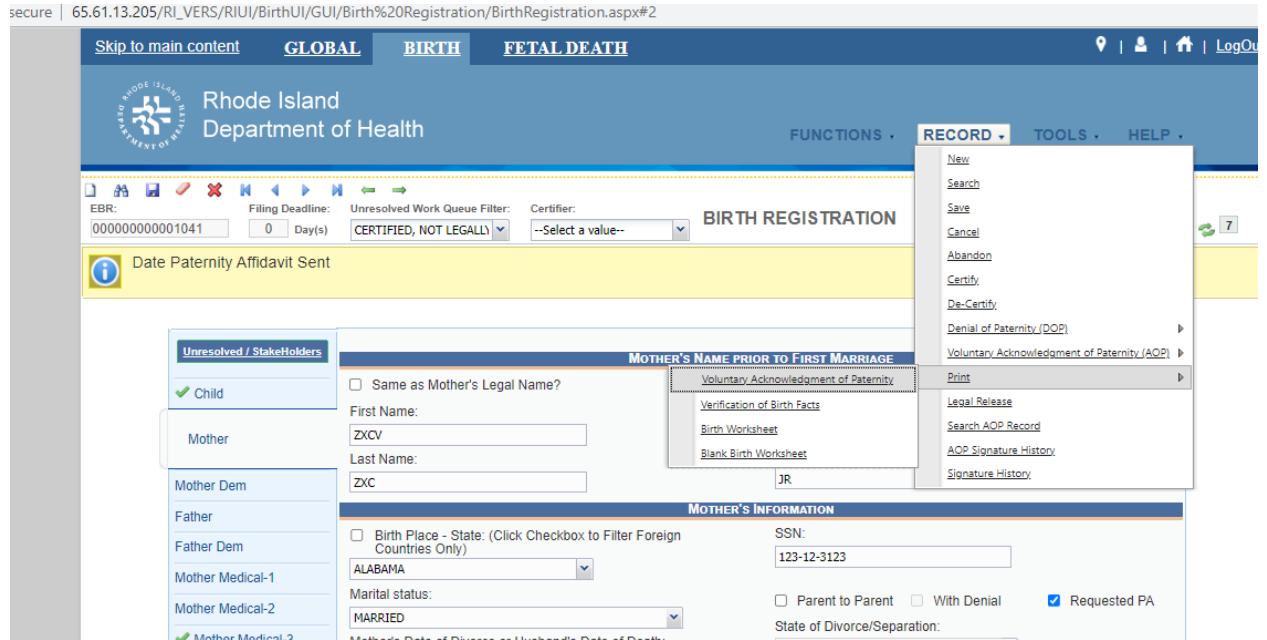 secure | 65.61.13.205/RI_VERS/RIUI/BirthUI/GUI/Birth%20Registration/BirthRegistration.aspx#2
Skip to main content GLOBAL BIRTH FETAL DEATH | | | LogOu
RHODE ISLAND HEALTH DEPARTMENT OF
Rhode Island
Department of Health
FUNCTIONS RECORD TOOLS HELP
New
Search
Save
Cancel
Abandon
Certify
De-Certify
Denial of Paternity (DOP)
Voluntary Acknowledgment of Paternity (AOP)
Print
Legal Release
Search AOP Record
AOP Signature History
Signature History
Voluntary Acknowledgment of Paternity
Verification of Birth Facts
Birth Worksheet
Blank Birth Worksheet
EBR: Filing Deadline: Unresolved Work Queue Filter: Certifier:
000000000001041 0 Day(s) CERTIFIED, NOT LEGALLY --Select a value-- BIRTH REGISTRATION 7
Date Paternity Affidavit Sent
Unresolved / StakeHolders
Child
Mother
Mother Dem
Father
Father Dem
Mother Medical-1
Mother Medical-2
Mother Medical-3
MOTHER'S NAME PRIOR TO FIRST MARRIAGE
Same as Mother's Legal Name?
First Name:
ZXCV
Last Name:
ZXC JR
MOTHER'S INFORMATION
Birth Place - State: (Click Checkbox to Filter Foreign
Countries Only)
ALABAMA
SSN:
123-12-3123
Marital status:
MARRIED
Parent to Parent With Denial Requested PA
State of Divorce/Separation:
Mother's Date of Divorce or Husband's Date of Death: